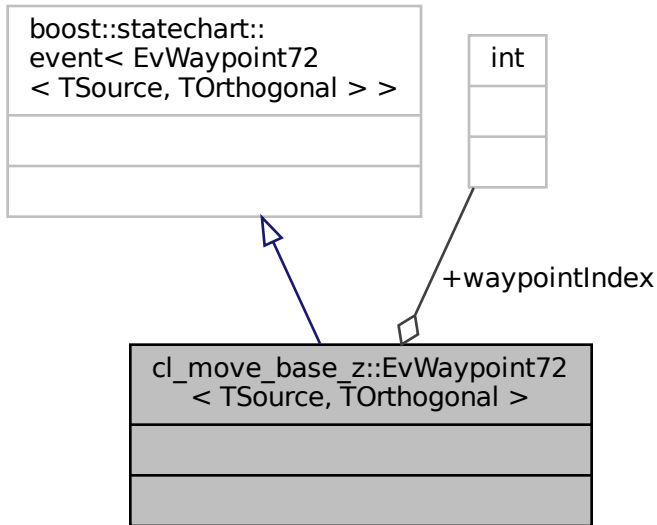 boost::statechart::
event< EvWaypoint72
< TSource, TOrthogonal > >
int
+waypointIndex
cl_move_base_z::EvWaypoint72
< TSource, TOrthogonal >